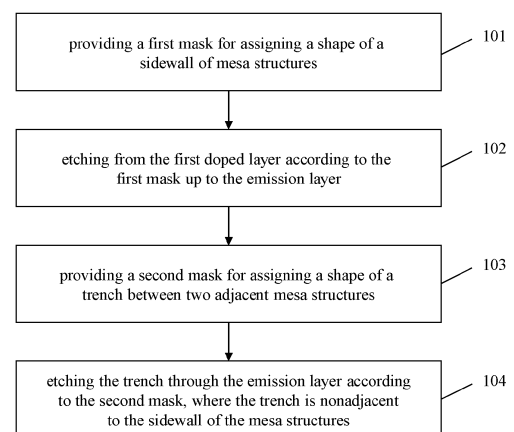 providing a first mask for assigning a shape of a
sidewall of mesa structures
101
etching from the first doped layer according to the
first mask up to the emission layer
102
providing a second mask for assigning a shape of a
trench between two adjacent mesa structures
103
etching the trench through the emission layer according
to the second mask, where the trench is nonadjacent
to the sidewall of the mesa structures
104